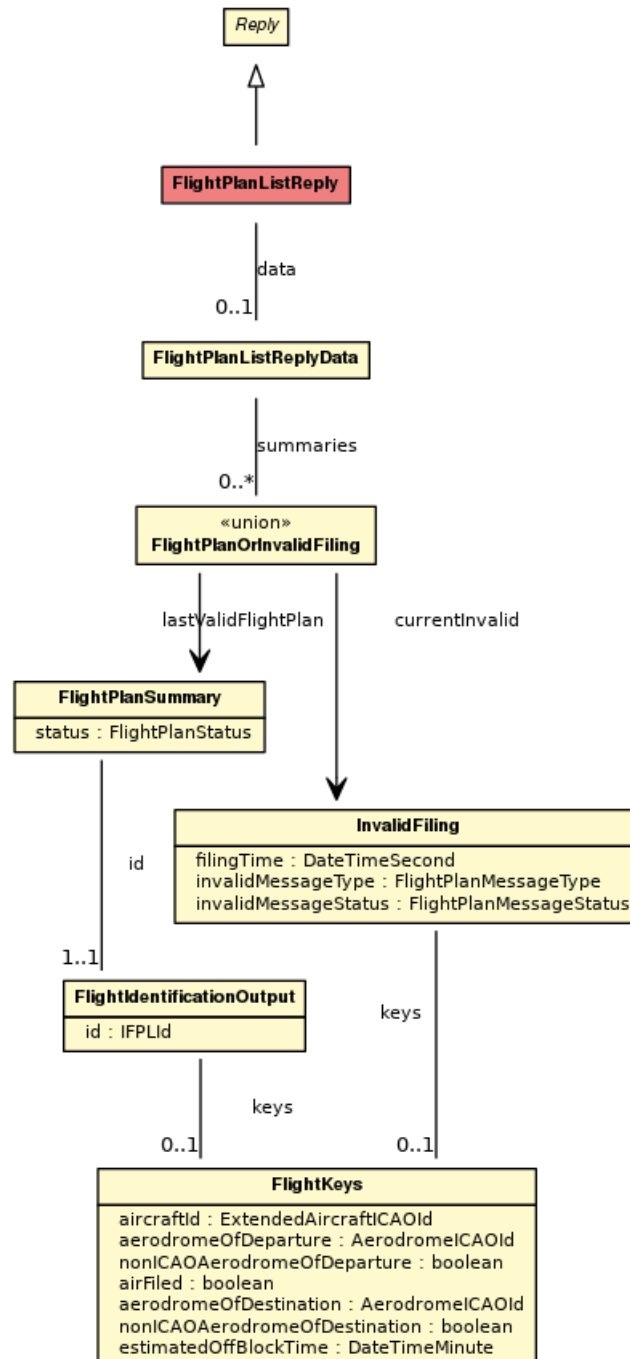 Reply
FlightPlanListReply
data
0..1
FlightPlanListReplyData
summaries
0..*
«union»
FlightPlanOrInvalidFiling
lastValidFlightPlan
currentInvalid
FlightPlanSummary
status : FlightPlanStatus
InvalidFiling
filingTime : DateTimeSecond
invalidMessageType : FlightPlanMessageType
invalidMessageStatus : FlightPlanMessageStatus
id
1..1
FlightIdentificationOutput
id : IFPLId
keys
keys
0..1
0..1
FlightKeys
aircraftId : ExtendedAircraftICAOId
aerodromeOfDeparture : AerodromeICAOId
nonICAOAerodromeOfDeparture : boolean
airFiled : boolean
aerodromeOfDestination : AerodromeICAOId
nonICAOAerodromeOfDestination : boolean
estimatedOffBlockTime : DateTimeMinute